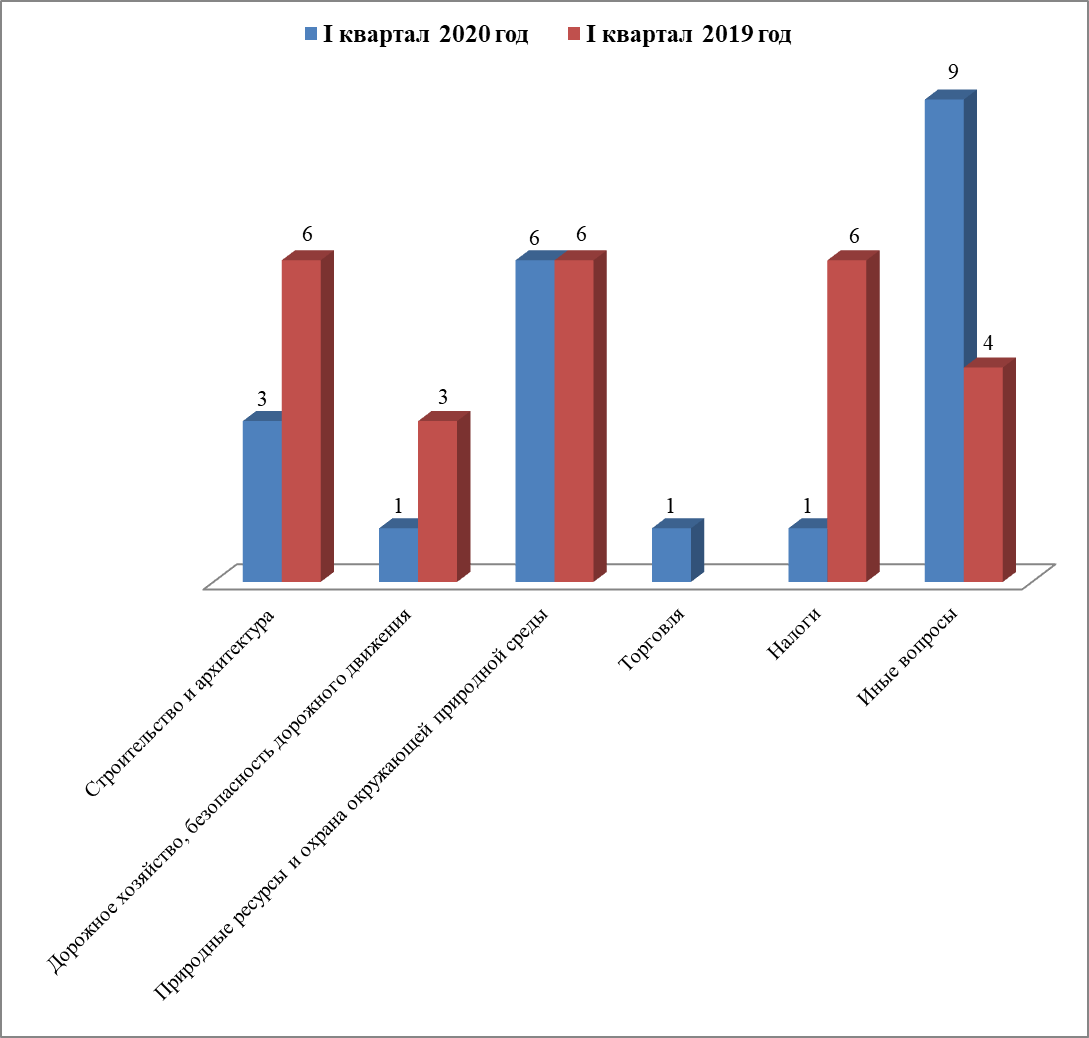 I квартал 2020 год I квартал 2019 год
9
6
6
6
6
4
3
3
1
1
1
Строительство и архитектура
Дорожное хозяйство, безопасность дорожного движения
Природные ресурсы и охрана окружающей природной среды
Торговля
Налоги
Иные вопросы